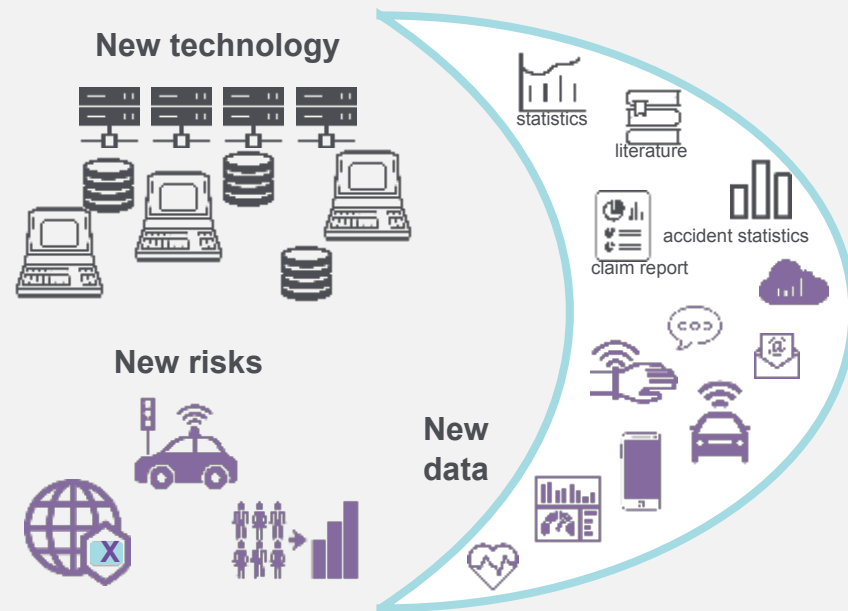 New technology
statistics
literature
accident statistics
claim report
@
New risks
New
data
X